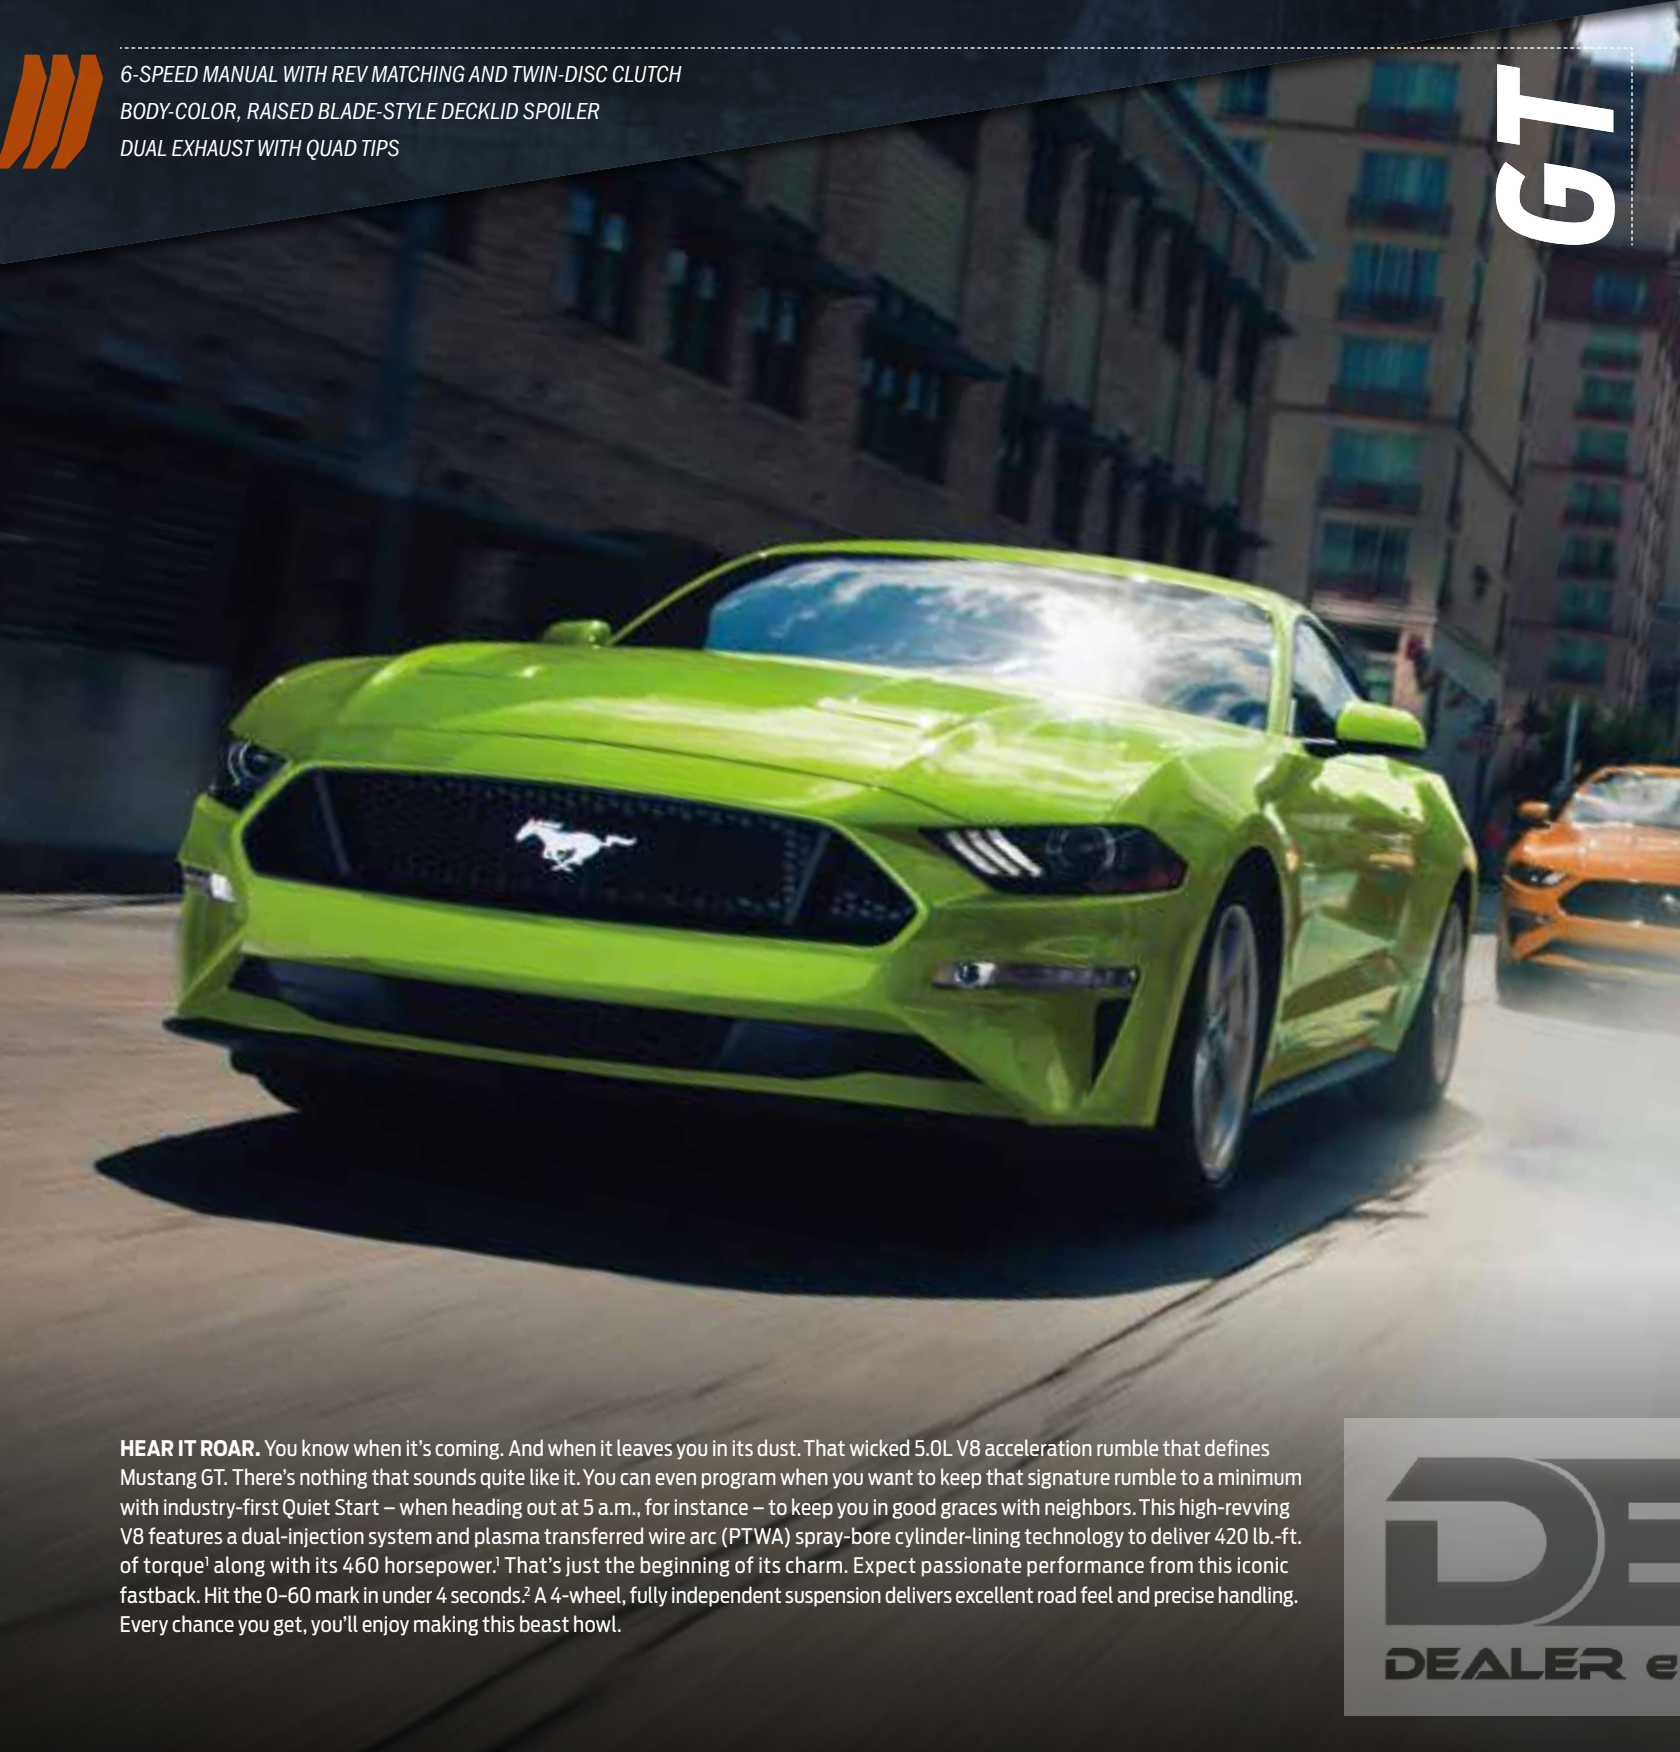 6-SPEED MANUAL WITH REV MATCHING AND TWIN-DISC CLUTCH
BODY-COLOR, RAISED BLADE-STYLE DECKLID SPOILER
DUAL EXHAUST WITH QUAD TIPS
GT
HEAR IT ROAR. You know when it’s coming. And when it leaves you in its dust. That wicked 5.0L V8 acceleration rumble that defines
Mustang GT. There’s nothing that sounds quite like it. You can even program when you want to keep that signature rumble to a minimum
with industry-first Quiet Start – when heading out at 5 a.m., for instance – to keep you in good graces with neighbors. This high-revving
V8 features a dual-injection system and plasma transferred wire arc (PTWA) spray-bore cylinder-lining technology to deliver 420 lb.-ft.
of torque¹ along with its 460 horsepower.¹ That’s just the beginning of its charm. Expect passionate performance from this iconic
fastback. Hit the 0–60 mark in under 4 seconds.² A 4-wheel, fully independent suspension delivers excellent road feel and precise handling.
Every chance you get, you’ll enjoy making this beast howl.
DE
DEALER e